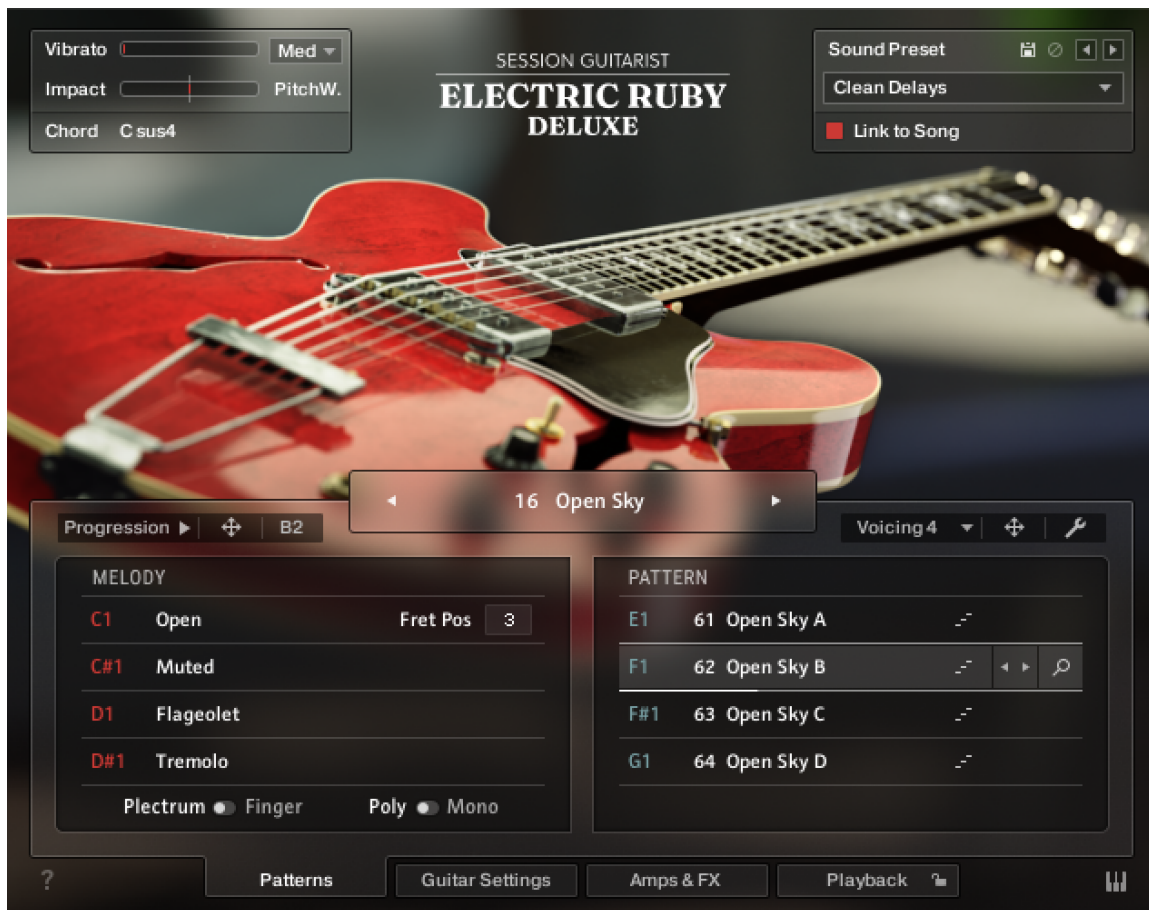 Vibrato Med
Impact PitchW.
Chord C sus4
SESSION GUITARIST
ELECTRIC RUBY
DELUXE
Sound Preset
Clean Delays
Link to Song
16 Open Sky
Progression B2
Voicing 4
MELODY
C1 Open Fret Pos 3
C#1 Muted
D1 Flageolet
D#1 Tremolo
Plectrum Finger Poly Mono
PATTERN
E1 61 Open Sky A
F1 62 Open Sky B
F#1 63 Open Sky C
G1 64 Open Sky D
? Patterns Guitar Settings Amps & FX Playback